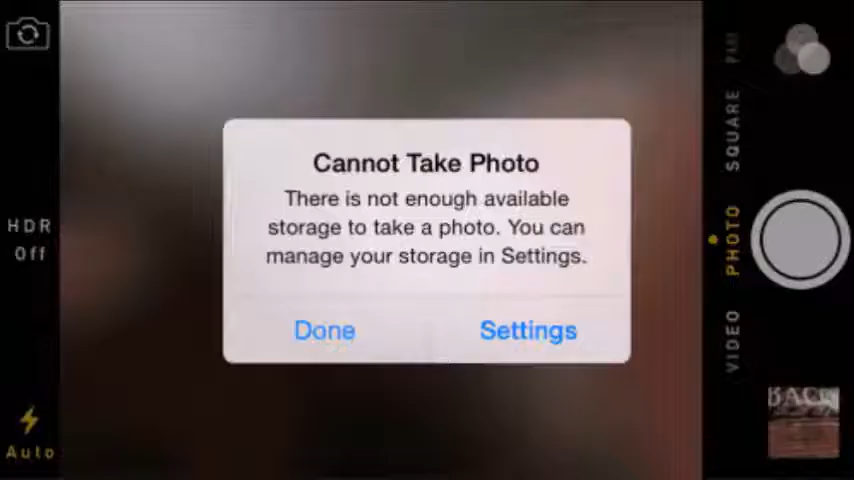 Cannot Take Photo
There is not enough available
storage to take a photo. You can
manage your storage in Settings.
Done
Settings
HDR
Off
Auto
SQUARE
PHOTO
VIDEO